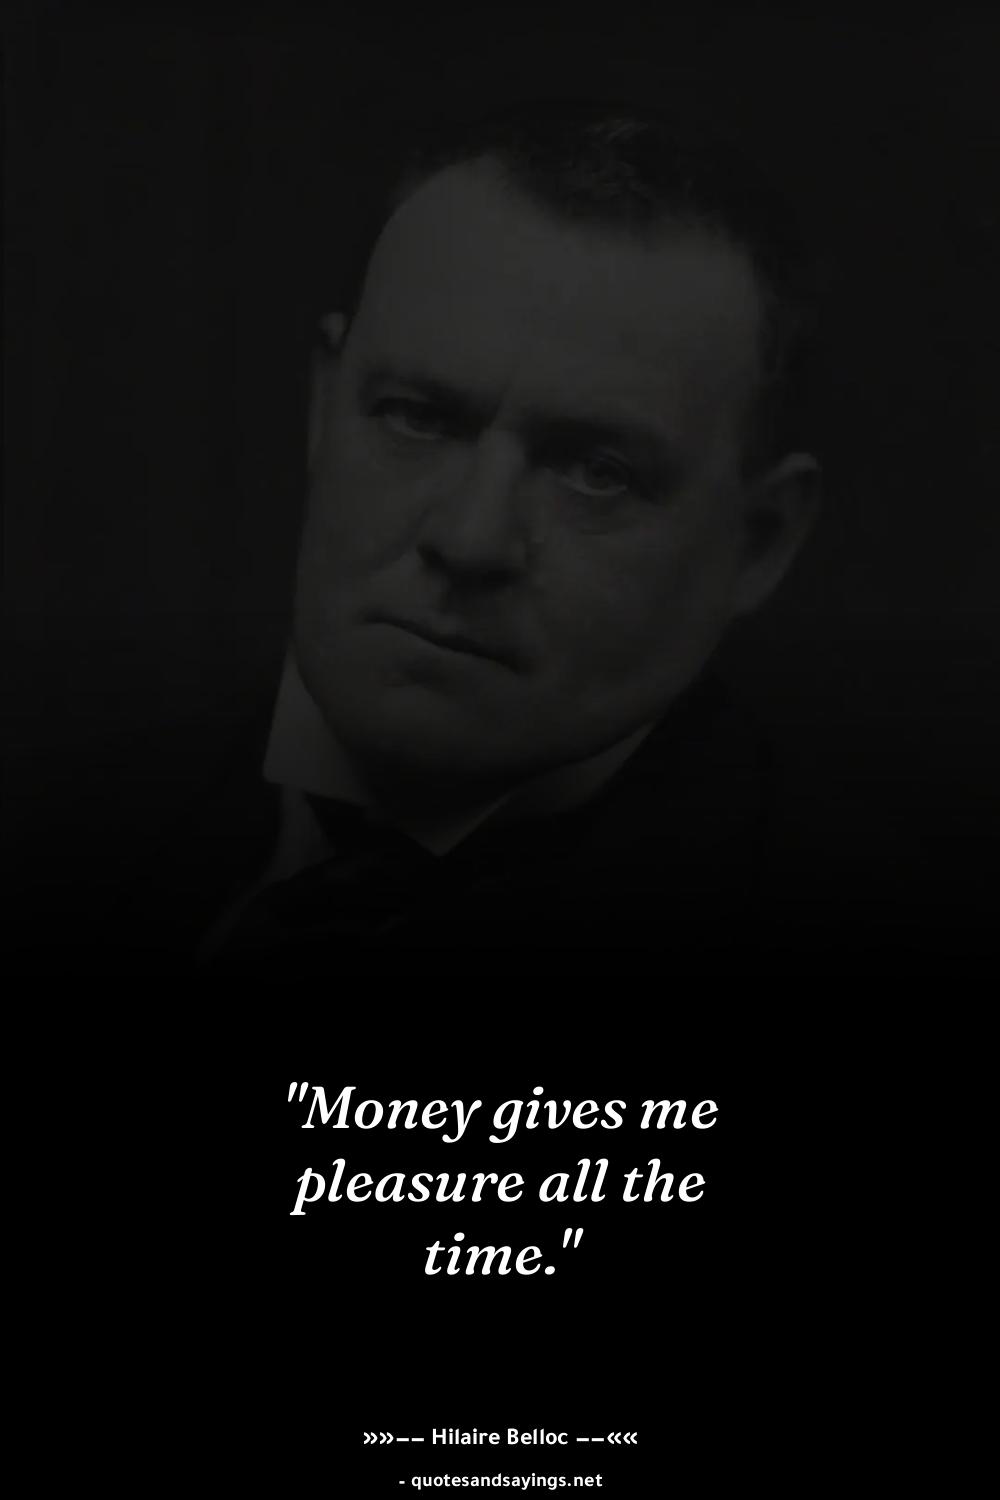 "Money gives me
pleasure all the
time."
»»−− Hilaire Belloc −−««
- quotesandsayings.net